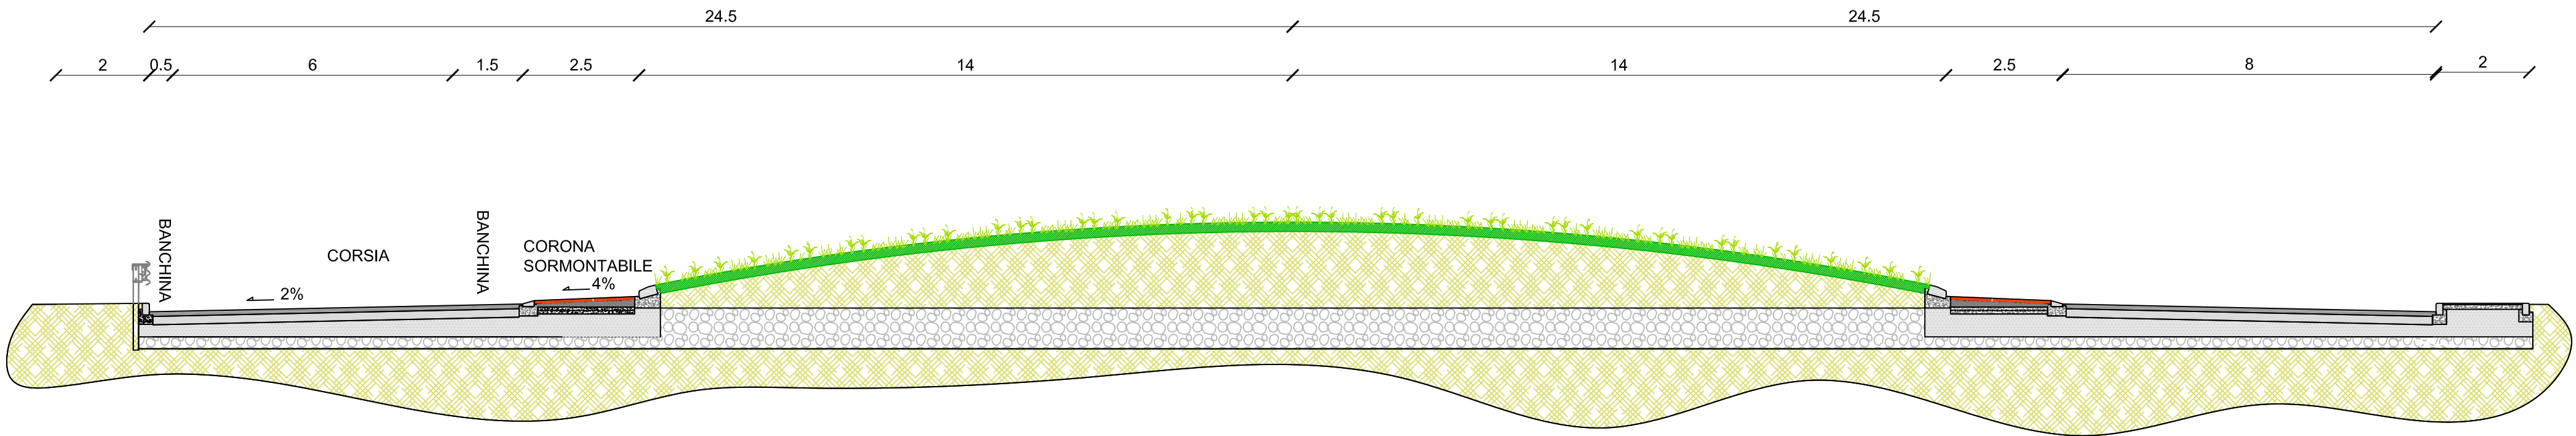 24.5 24.5
2 0.5 6 1.5 2.5 14 14 2.5 8 2
BANCHINA
CORSIA
BANCHINA
CORONA
SORMONTABILE
2%
4%